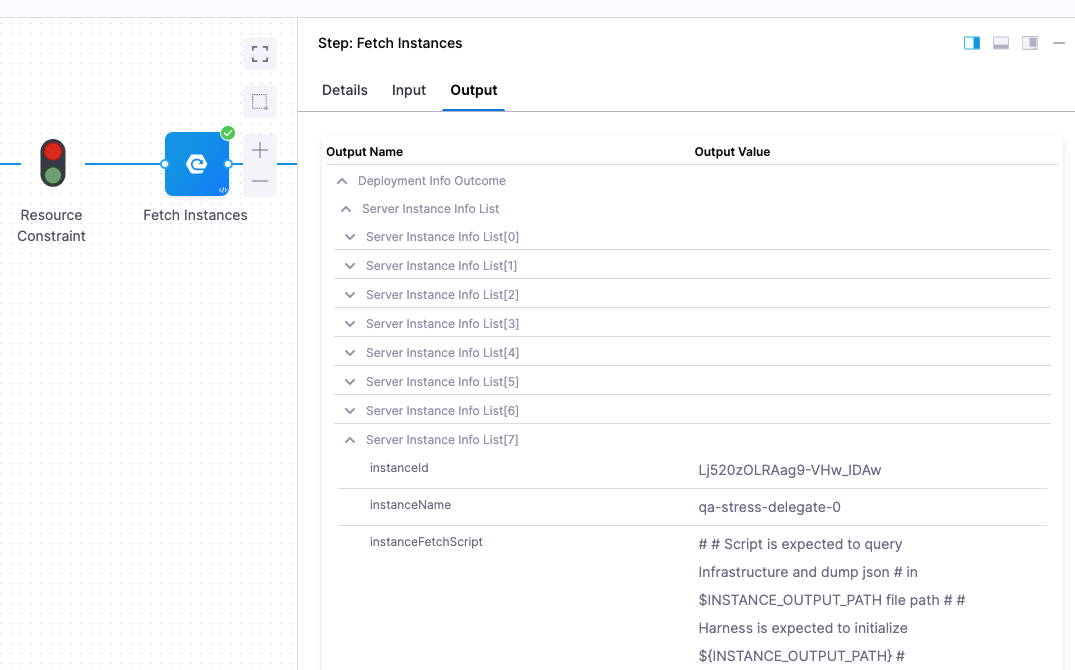 Step: Fetch Instances
Details Input Output
Resource
Constraint
Fetch Instances
</>
Output Name Output Value
Deployment Info Outcome
Server Instance Info List
Server Instance Info List[0]
Server Instance Info List[1]
Server Instance Info List[2]
Server Instance Info List[3]
Server Instance Info List[4]
Server Instance Info List[5]
Server Instance Info List[6]
Server Instance Info List[7]
instanceId Lj520zOLRAag9-VHw_IDAw
instanceName qa-stress-delegate-0
instanceFetchScript # # Script is expected to query
Infrastructure and dump json # in
$INSTANCE_OUTPUT_PATH file path # #
Harness is expected to initialize
${INSTANCE_OUTPUT_PATH} #